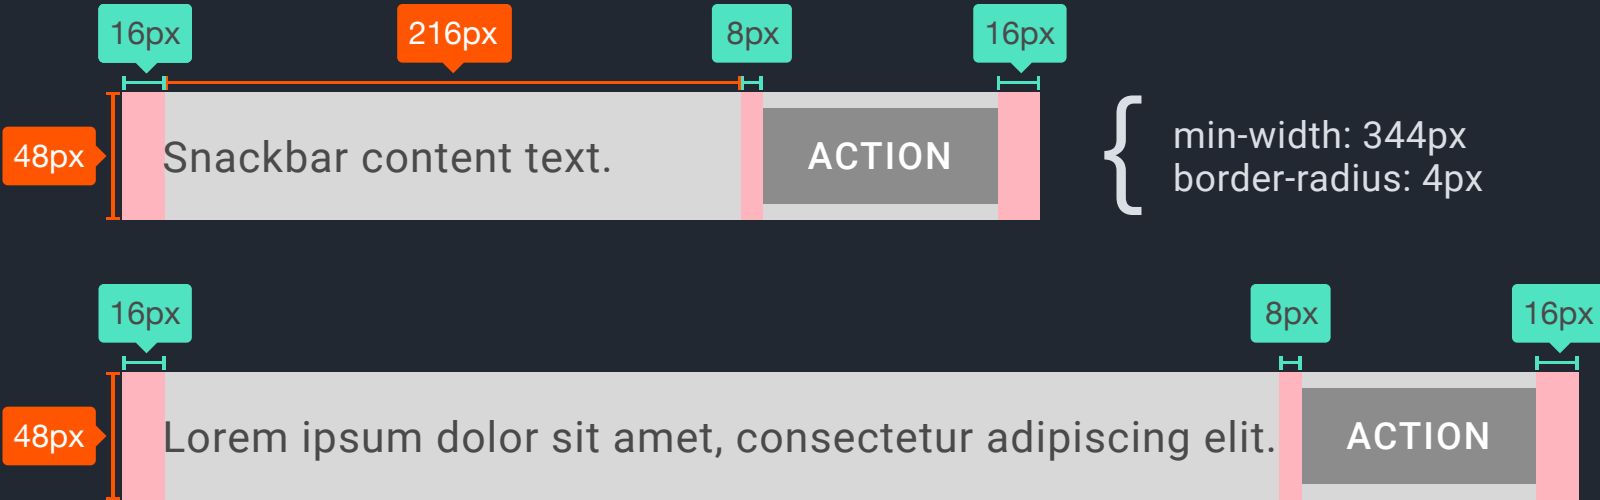 16px 216px 8px 16px
48px Snackbar content text. ACTION { min-width: 344px
border-radius: 4px
16px 8px 16px
48px Lorem ipsum dolor sit amet, consectetur adipiscing elit. ACTION